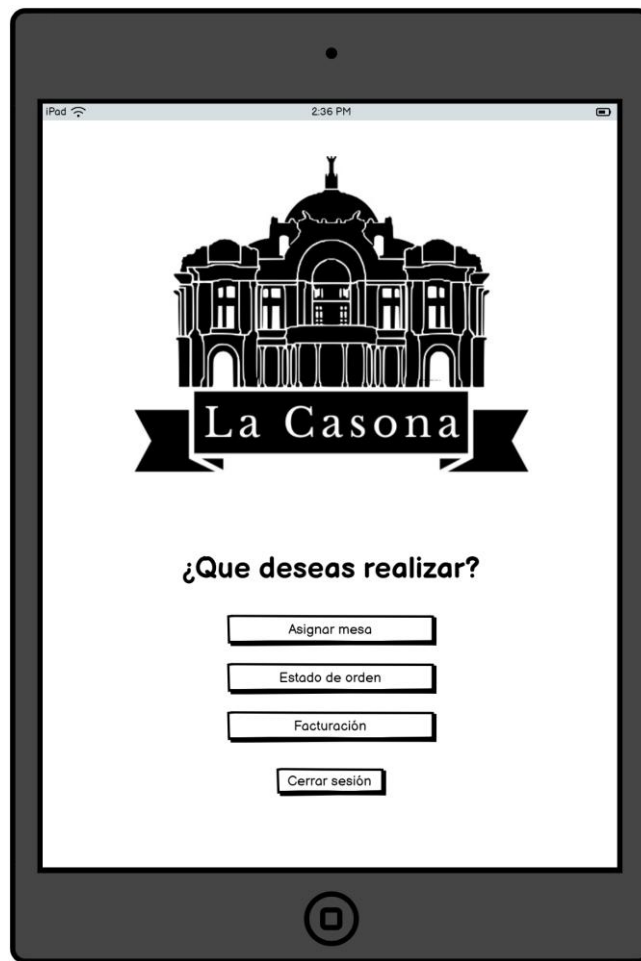 iPad 2:36 PM
La Casona
¿Que deseas realizar?
Asignar mesa
Estado de orden
Facturación
Cerrar sesión